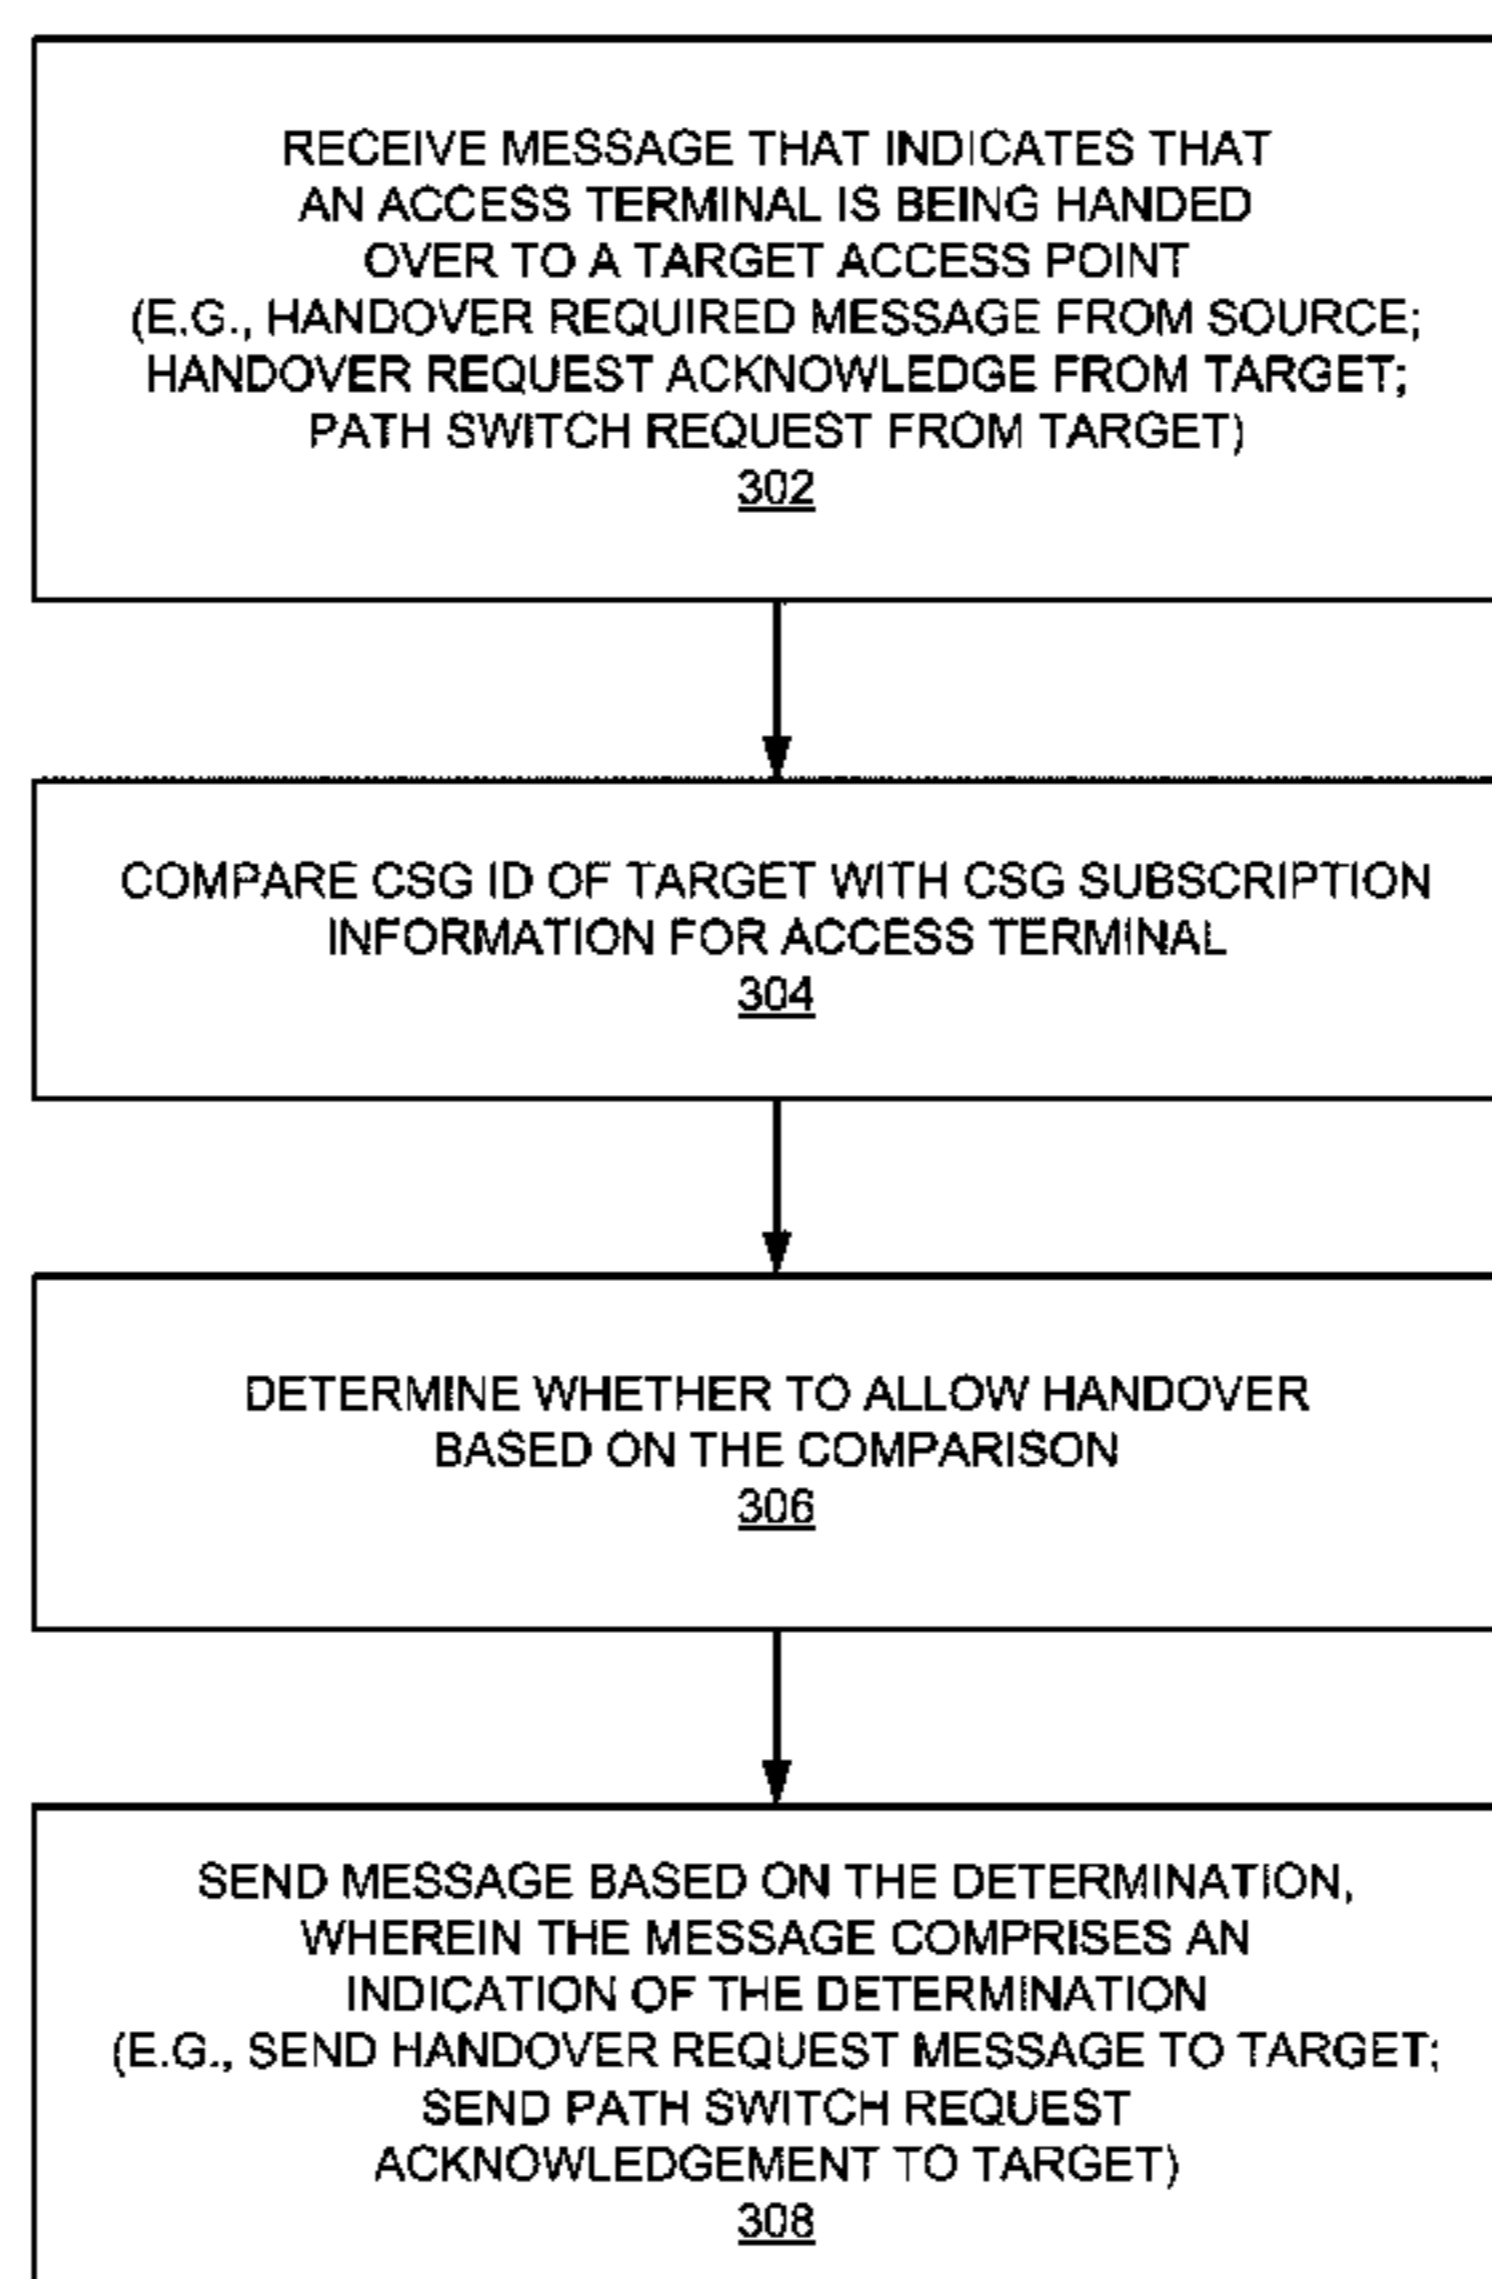 RECEIVE MESSAGE THAT INDICATES THAT
AN ACCESS TERMINAL IS BEING HANDED
OVER TO A TARGET ACCESS POINT
(E.G., HANDOVER REQUIRED MESSAGE FROM SOURCE;
HANDOVER REQUEST ACKNOWLEDGE FROM TARGET;
PATH SWITCH REQUEST FROM TARGET)
302
COMPARE CSG ID OF TARGET WITH CSG SUBSCRIPTION
INFORMATION FOR ACCESS TERMINAL
304
DETERMINE WHETHER TO ALLOW HANDOVER
BASED ON THE COMPARISON
306
SEND MESSAGE BASED ON THE DETERMINATION,
WHEREIN THE MESSAGE COMPRISES AN
INDICATION OF THE DETERMINATION
(E.G., SEND HANDOVER REQUEST MESSAGE TO TARGET;
SEND PATH SWITCH REQUEST
ACKNOWLEDGEMENT TO TARGET)
308